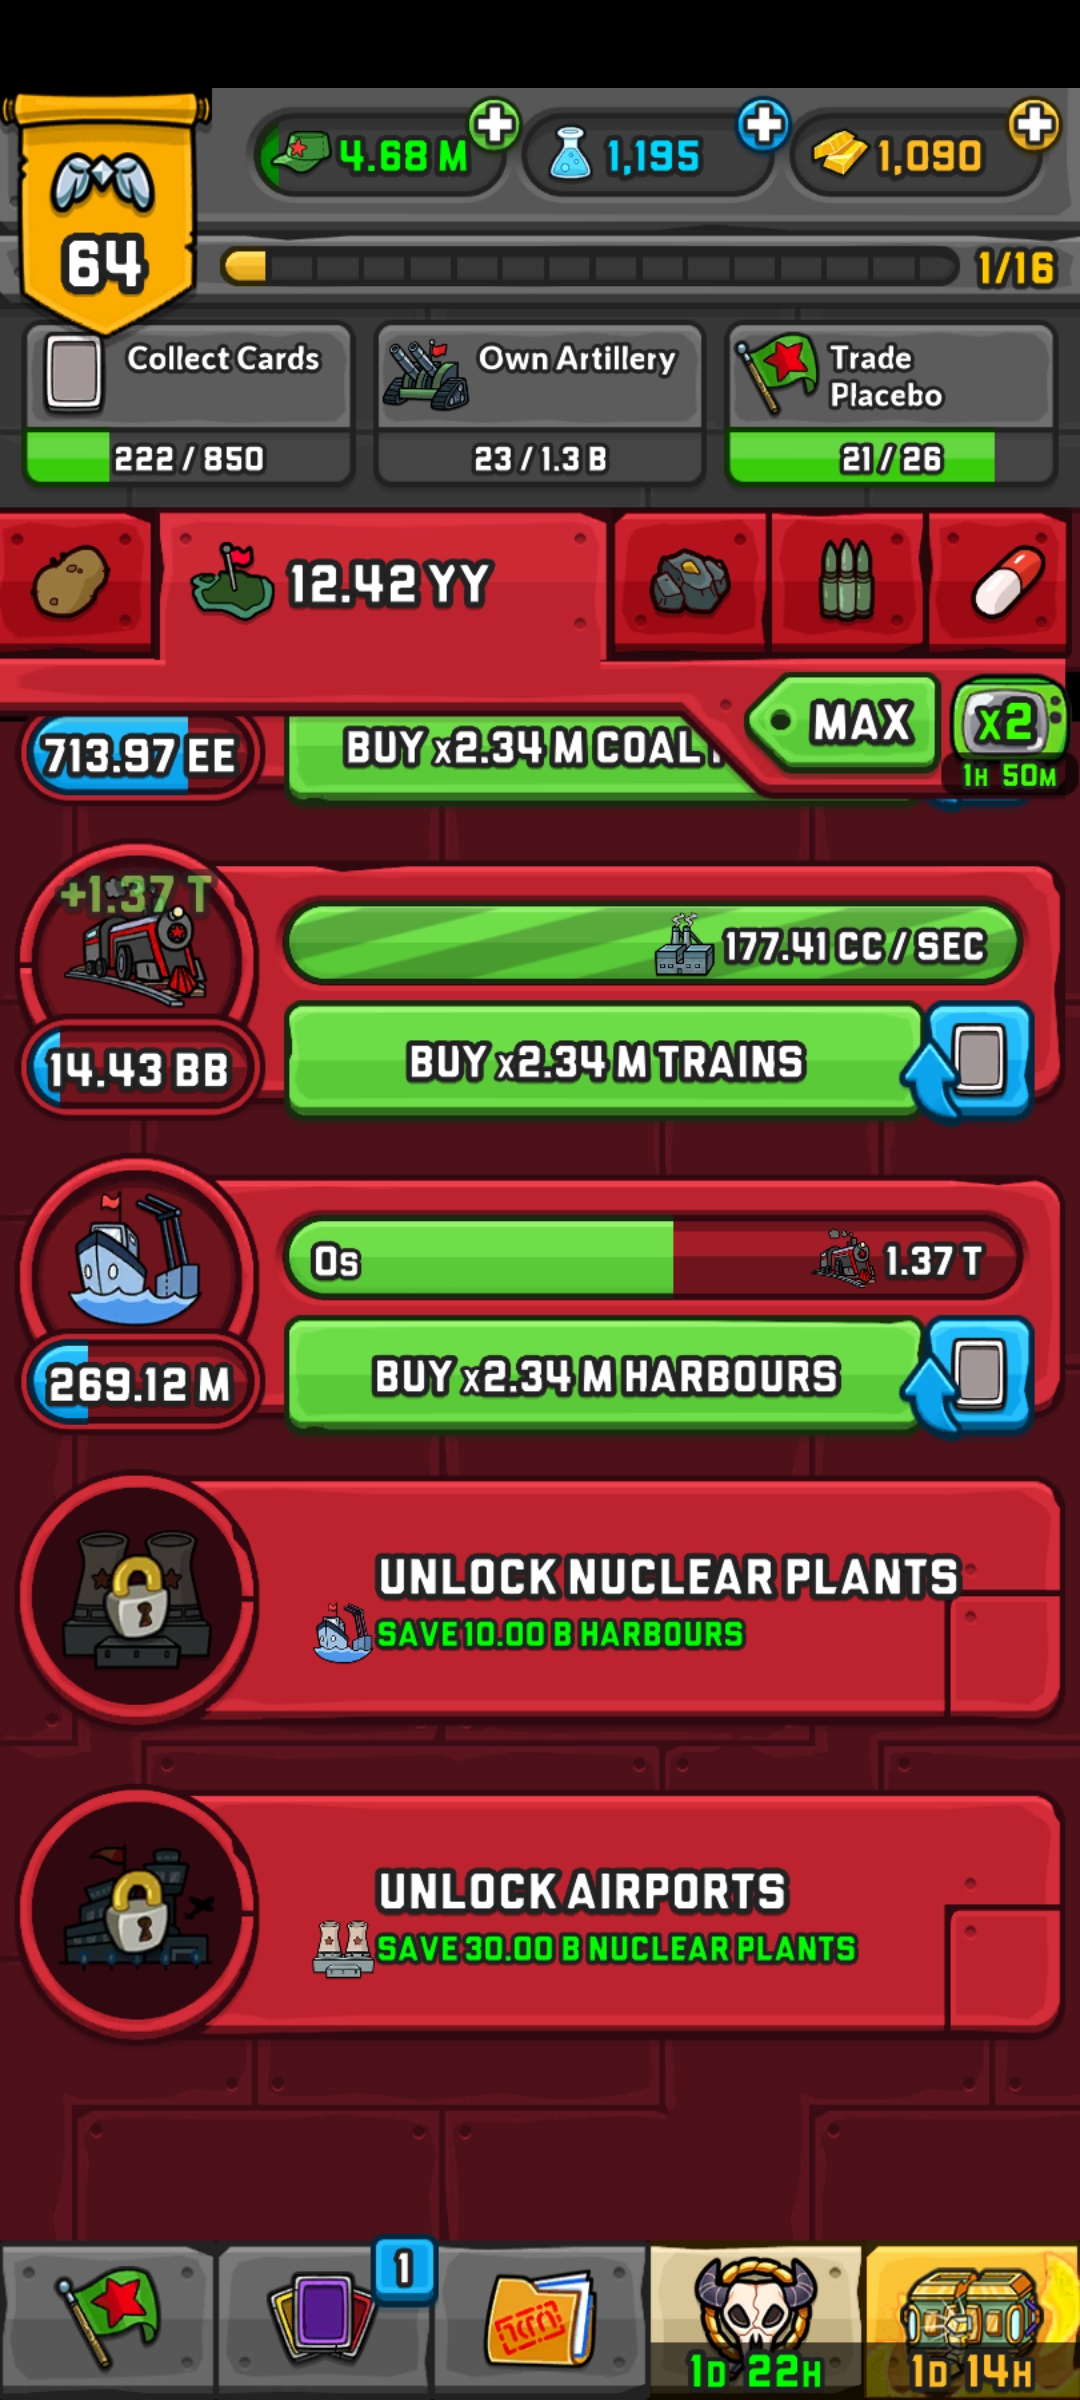 4.68 M
1,195
1,090
64
1/16
Collect Cards
222 / 850
Own Artillery
23 / 1.3 B
Trade
Placebo
21 / 26
12.42 YY
MAX
x2
1H 50M
713.97 EE
BUY x2.34 M COAL
+1.37 T
177.41 CC / SEC
14.43 BB
BUY x2.34 M TRAINS
0s
1.37 T
269.12 M
BUY x2.34 M HARBOURS
UNLOCK NUCLEAR PLANTS
SAVE 10.00 B HARBOURS
UNLOCK AIRPORTS
SAVE 30.00 B NUCLEAR PLANTS
1
1D 22H
1D 14H